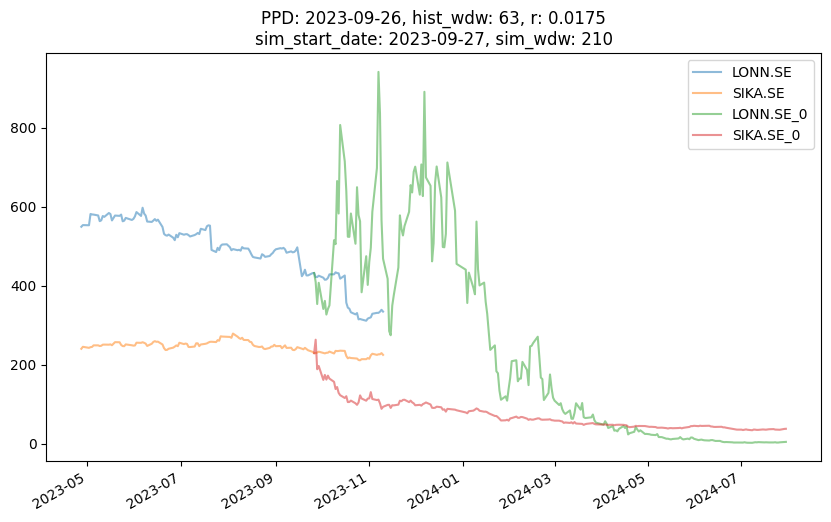 PPD: 2023-09-26, hist_wdw: 63, r: 0.0175
sim_start_date: 2023-09-27, sim_wdw: 210
LONN.SE
SIKA.SE
LONN.SE_0
SIKA.SE_0
800
600
400
200
0
2023-05
2023-07
2023-09
2023-11
2024-01
2024-03
2024-05
2024-07